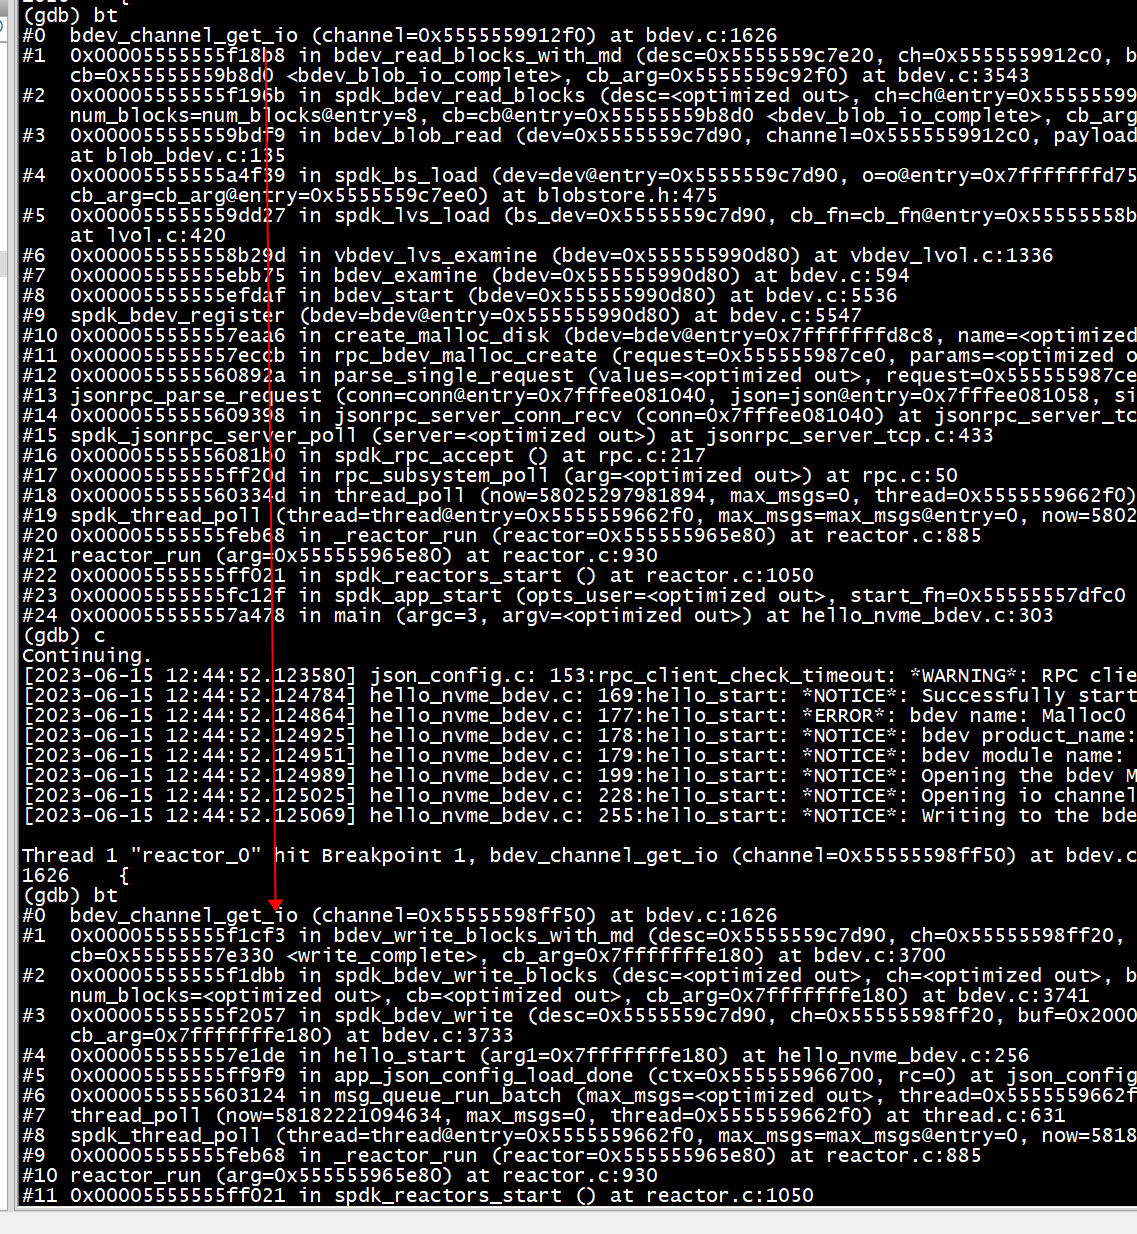 (gdb) bt
#0  bdev_channel_get_io (channel=0x5555559912f0) at bdev.c:1626
#1  0x00005555555f18b8 in bdev_read_blocks_with_md (desc=0x5555559c7e20, ch=0x5555559912c0, b
    cb=0x55555559b8d0 <bdev_blob_io_complete>, cb_arg=0x5555559c92f0) at bdev.c:3543
#2  0x00005555555f196b in spdk_bdev_read_blocks (desc=<optimized out>, ch=ch@entry=0x55555599
    num_blocks=num_blocks@entry=8, cb=cb@entry=0x55555559b8d0 <bdev_blob_io_complete>, cb_arg
#3  0x000055555559bdf9 in bdev_blob_read (dev=0x5555559c7d90, channel=0x5555559912c0, payload
    at blob_bdev.c:135
#4  0x00005555555a4f39 in spdk_bs_load (dev=dev@entry=0x5555559c7d90, o=o@entry=0x7fffffffd75
    cb_arg=cb_arg@entry=0x5555559c7ee0) at blobstore.h:475
#5  0x000055555559dd27 in spdk_lvs_load (bs_dev=0x5555559c7d90, cb_fn=cb_fn@entry=0x55555558b
    at lvol.c:420
#6  0x000055555558b29d in vbdev_lvs_examine (bdev=0x555555990d80) at vbdev_lvol.c:1336
#7  0x00005555555ebb75 in bdev_examine (bdev=0x555555990d80) at bdev.c:594
#8  0x00005555555efdaf in bdev_start (bdev=0x555555990d80) at bdev.c:5536
#9  spdk_bdev_register (bdev=bdev@entry=0x555555990d80) at bdev.c:5547
#10 0x000055555557eaa6 in create_malloc_disk (bdev=bdev@entry=0x7fffffffd8c8, name=<optimized
#11 0x000055555557eccb in rpc_bdev_malloc_create (request=0x555555987ce0, params=<optimized o
#12 0x000055555560892a in parse_single_request (values=<optimized out>, request=0x555555987ce
#13 jsonrpc_parse_request (conn=conn@entry=0x7fffee081040, json=json@entry=0x7fffee081058, si
#14 0x0000555555609398 in jsonrpc_server_conn_recv (conn=0x7fffee081040) at jsonrpc_server_tc
#15 spdk_jsonrpc_server_poll (server=<optimized out>) at jsonrpc_server_tcp.c:433
#16 0x00005555556081b0 in spdk_rpc_accept () at rpc.c:217
#17 0x00005555555ff20d in rpc_subsystem_poll (arg=<optimized out>) at rpc.c:50
#18 0x000055555560334d in thread_poll (now=58025297981894, max_msgs=0, thread=0x5555559662f0)
#19 spdk_thread_poll (thread=thread@entry=0x5555559662f0, max_msgs=max_msgs@entry=0, now=5802
#20 0x00005555555feb68 in _reactor_run (reactor=0x555555965e80) at reactor.c:885
#21 reactor_run (arg=0x555555965e80) at reactor.c:930
#22 0x00005555555ff021 in spdk_reactors_start () at reactor.c:1050
#23 0x00005555555fc12f in spdk_app_start (opts_user=<optimized out>, start_fn=0x55555557dfc0
#24 0x000055555557a478 in main (argc=3, argv=<optimized out>) at hello_nvme_bdev.c:303
(gdb) c
Continuing.
[2023-06-15 12:44:52.123580] json_config.c: 153:rpc_client_check_timeout: *WARNING*: RPC clie
[2023-06-15 12:44:52.124784] hello_nvme_bdev.c: 169:hello_start: *NOTICE*: Successfully start
[2023-06-15 12:44:52.124864] hello_nvme_bdev.c: 177:hello_start: *ERROR*: bdev name: Malloc0
[2023-06-15 12:44:52.124925] hello_nvme_bdev.c: 178:hello_start: *NOTICE*: bdev product_name:
[2023-06-15 12:44:52.124951] hello_nvme_bdev.c: 179:hello_start: *NOTICE*: bdev module name:
[2023-06-15 12:44:52.124989] hello_nvme_bdev.c: 199:hello_start: *NOTICE*: Opening the bdev M
[2023-06-15 12:44:52.125025] hello_nvme_bdev.c: 228:hello_start: *NOTICE*: Opening io channel
[2023-06-15 12:44:52.125069] hello_nvme_bdev.c: 255:hello_start: *NOTICE*: Writing to the bde
Thread 1 "reactor_0" hit Breakpoint 1, bdev_channel_get_io (channel=0x55555598ff50) at bdev.c
1626    {
(gdb) bt
#0  bdev_channel_get_io (channel=0x55555598ff50) at bdev.c:1626
#1  0x00005555555f1cf3 in bdev_write_blocks_with_md (desc=0x5555559c7d90, ch=0x55555598ff20,
    cb=0x55555557e330 <write_complete>, cb_arg=0x7fffffffe180) at bdev.c:3700
#2  0x00005555555f1dbb in spdk_bdev_write_blocks (desc=<optimized out>, ch=<optimized out>, b
    num_blocks=<optimized out>, cb=<optimized out>, cb_arg=0x7fffffffe180) at bdev.c:3741
#3  0x00005555555f2057 in spdk_bdev_write (desc=0x5555559c7d90, ch=0x55555598ff20, buf=0x2000
    cb_arg=0x7fffffffe180) at bdev.c:3733
#4  0x000055555557e1de in hello_start (arg1=0x7fffffffe180) at hello_nvme_bdev.c:256
#5  0x00005555555ff9f9 in app_json_config_load_done (ctx=0x555555966700, rc=0) at json_config
#6  0x0000555555603124 in msg_queue_run_batch (max_msgs=<optimized out>, thread=0x5555559662f
#7  thread_poll (now=58182221094634, max_msgs=0, thread=0x5555559662f0) at thread.c:631
#8  spdk_thread_poll (thread=thread@entry=0x5555559662f0, max_msgs=max_msgs@entry=0, now=5818
#9  0x00005555555feb68 in _reactor_run (reactor=0x555555965e80) at reactor.c:885
#10 reactor_run (arg=0x555555965e80) at reactor.c:930
#11 0x00005555555ff021 in spdk_reactors_start () at reactor.c:1050